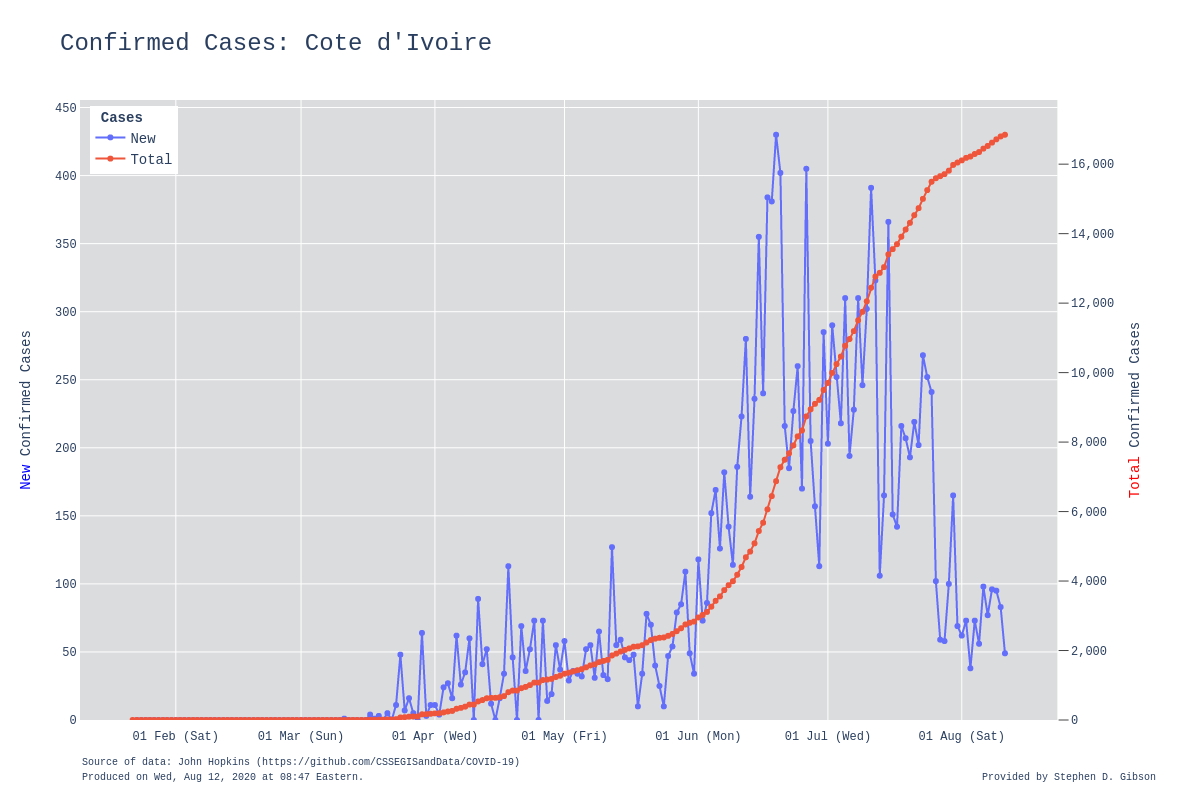 Confirmed Cases: Cote d'Ivoire
Cases
New
Total
450
400
350
300
250
200
150
100
50
0
16,000
14,000
12,000
10,000
8,000
6,000
4,000
2,000
0
New Confirmed Cases
Total Confirmed Cases
01 Feb (Sat) 01 Mar (Sun) 01 Apr (Wed) 01 May (Fri) 01 Jun (Mon) 01 Jul (Wed) 01 Aug (Sat)
Source of data: John Hopkins (https://github.com/CSSEGISandData/COVID-19)
Produced on Wed, Aug 12, 2020 at 08:47 Eastern.
Provided by Stephen D. Gibson